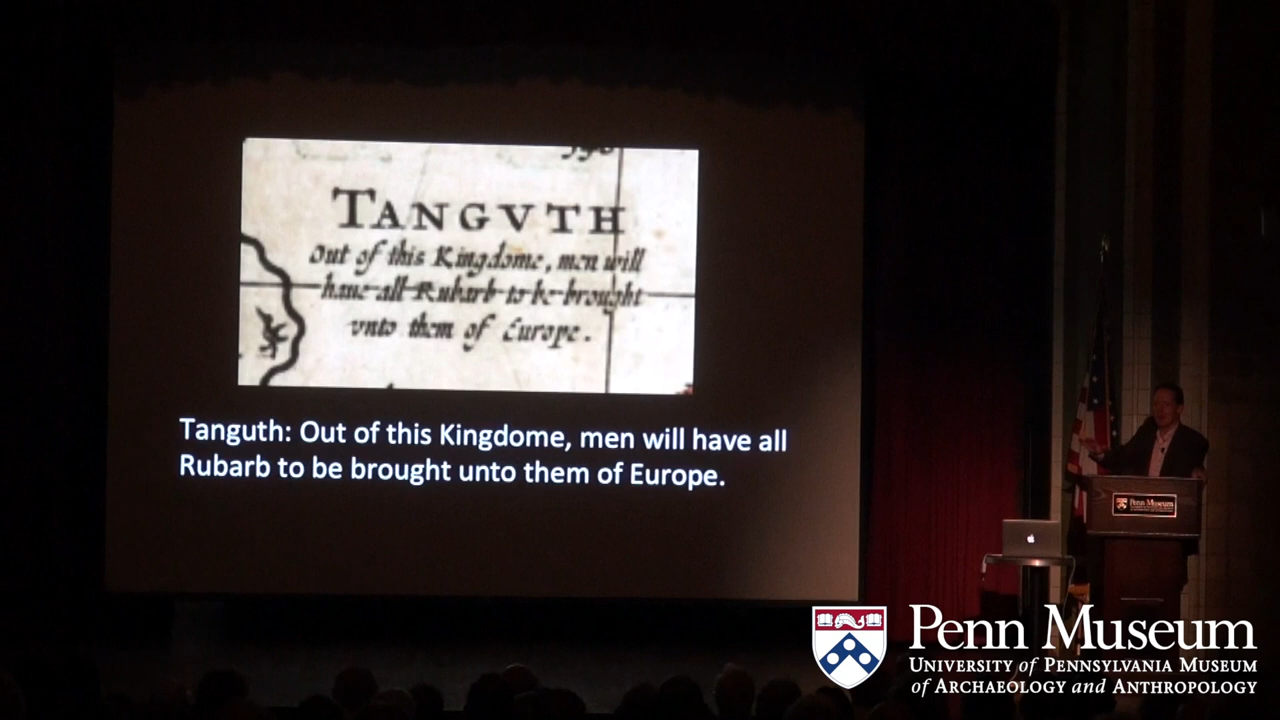 TANGVTH
Out of this Kingdome, men will
haue all Rubarb to be brought
vnto them of Europe.
Tanguth: Out of this Kingdome, men will have all
Rubarb to be brought unto them of Europe.
Penn Museum
Penn Museum
UNIVERSITY of PENNSYLVANIA MUSEUM
of ARCHAEOLOGY and ANTHROPOLOGY